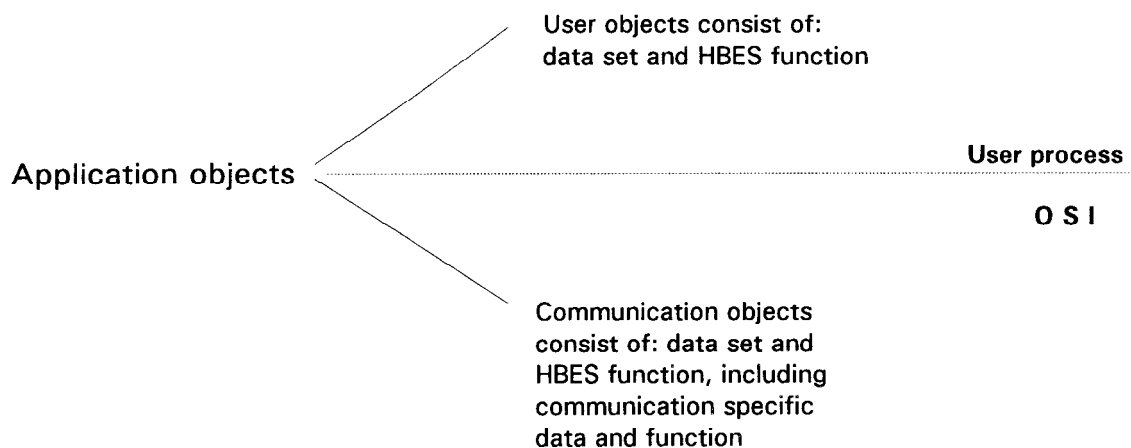 User objects consist of:
data set and HBES function
Application objects
User process
O S I
Communication objects
consist of: data set and
HBES function, including
communication specific
data and function